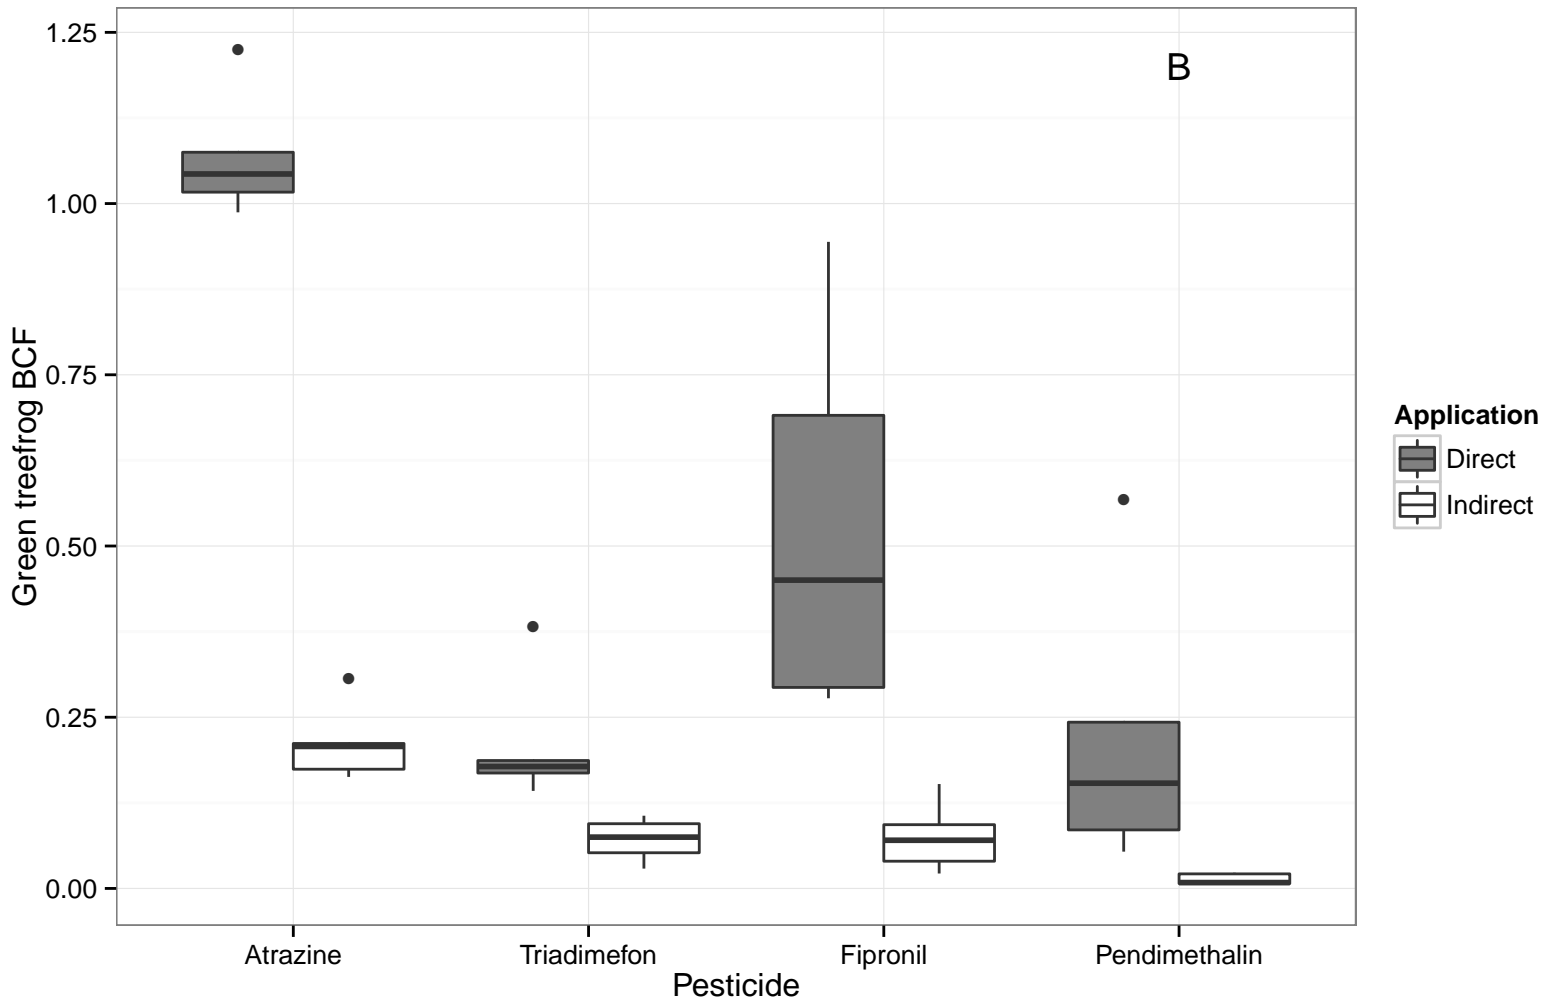 B
1.25
1.00
0.75
0.50
0.25
0.00
Green treefrog BCF
Atrazine
Triadimefon
Fipronil
Pendimethalin
Pesticide
Application
Direct
Indirect